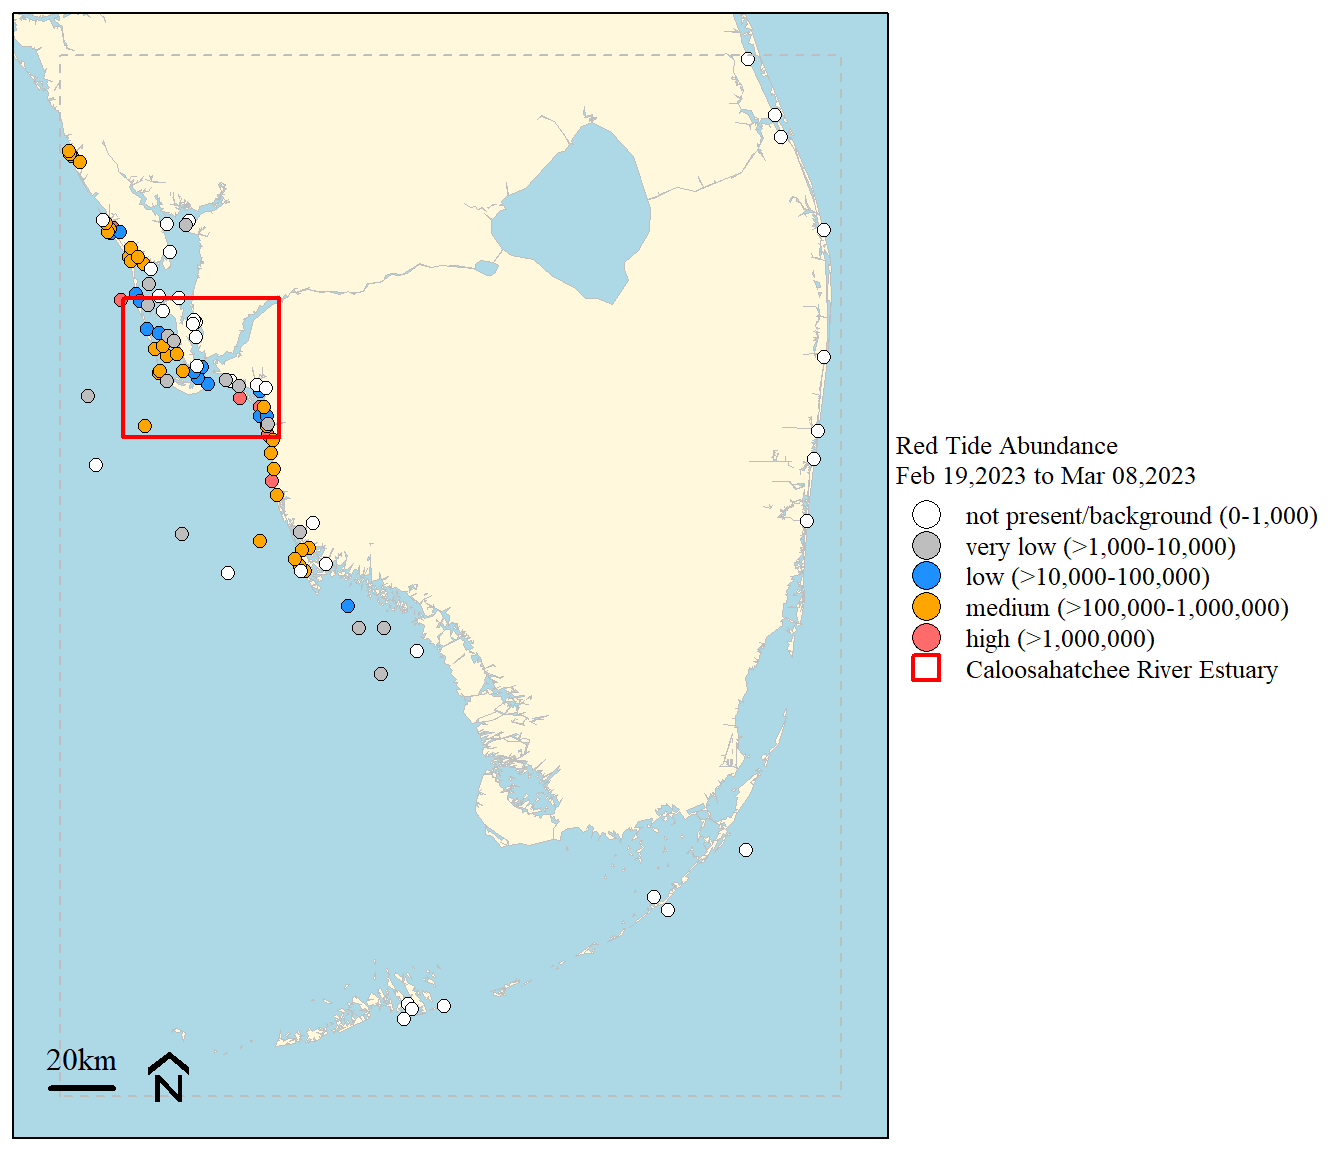 Red Tide Abundance
Feb 19,2023 to Mar 08,2023
not present/background (0-1,000)
very low (>1,000-10,000)
low (>10,000-100,000)
medium (>100,000-1,000,000)
high (>1,000,000)
Caloosahatchee River Estuary
20km
N